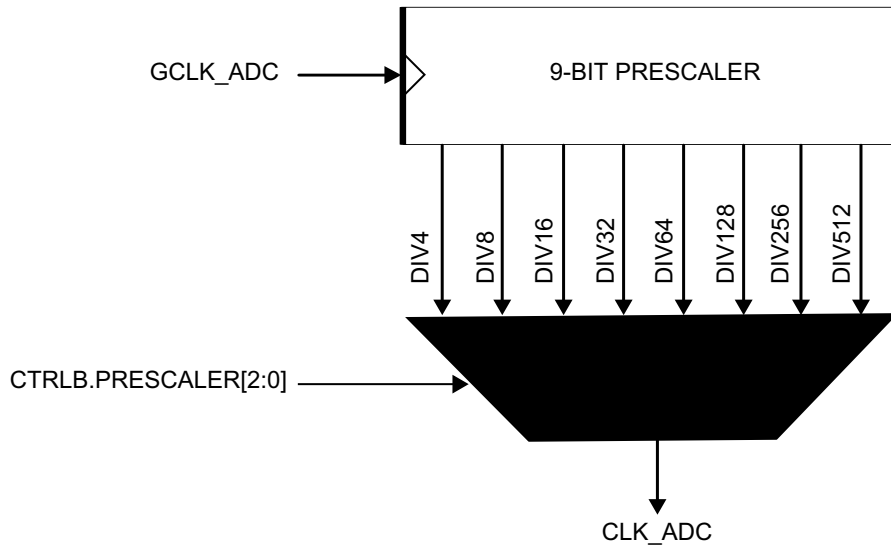 GCLK_ADC
9-BIT PRESCALER
DIV4
DIV8
DIV16
DIV32
DIV64
DIV128
DIV256
DIV512
CTRLB.PRESCALER[2:0]
CLK_ADC